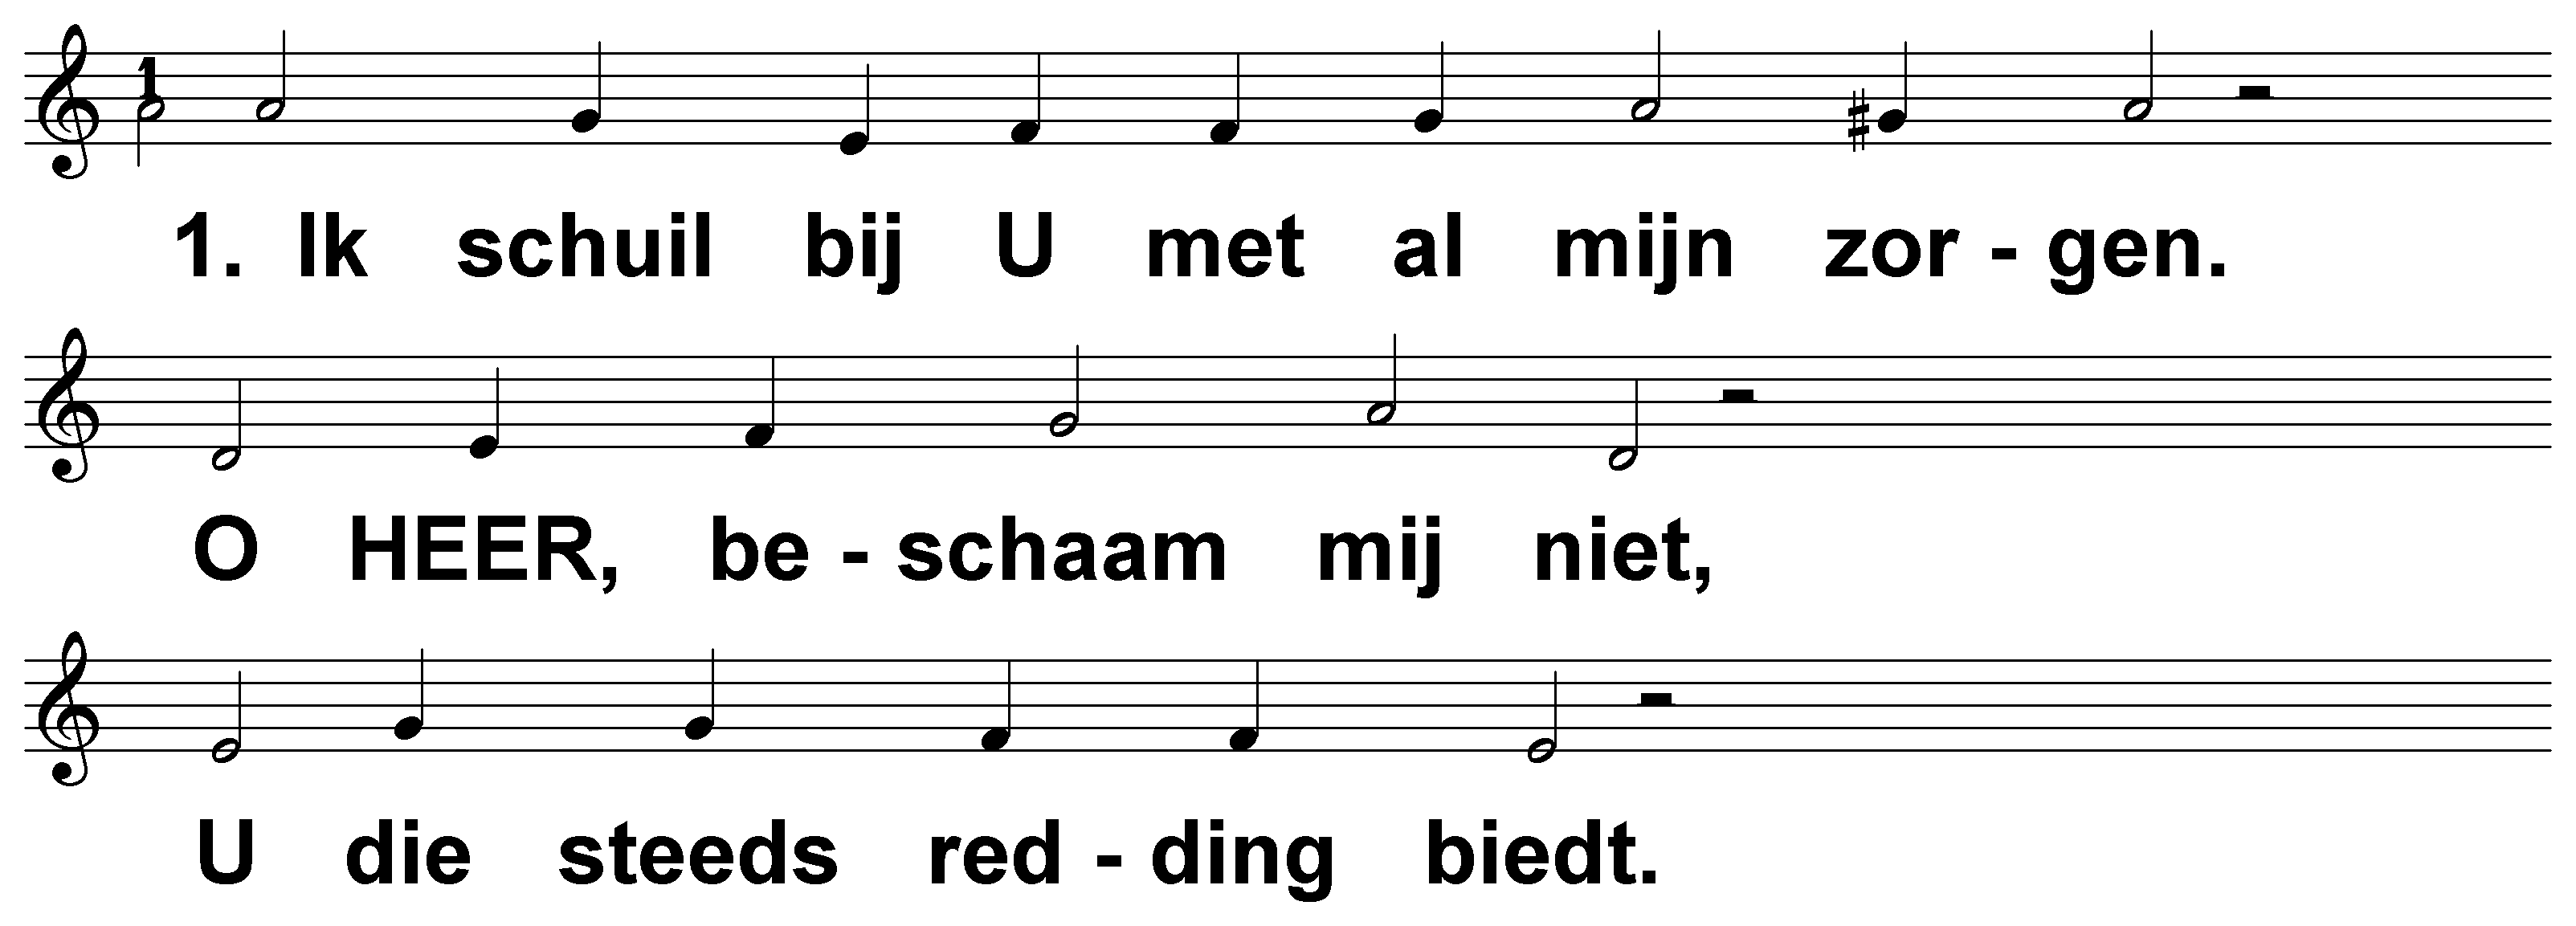 1
1. Ik schuil bij U met al mijn zor - gen.
O HEER, be - schaam mij niet,
U die steeds red - ding biedt.